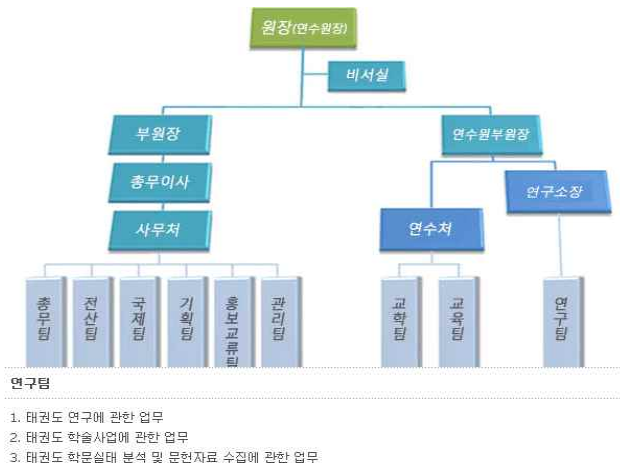 원장(연수원장)
비서실
부원장
연수원부원장
총무이사
연구소장
사무처
연수처
총무팀
전산팀
국제팀
기획팀
홍보교류팀
관리팀
교학팀
교육팀
연구팀
연구팀
1. 태권도 연구에 관한 업무
2. 태권도 학술사업에 관한 업무
3. 태권도 학문실태 분석 및 문헌자료 수집에 관한 업무